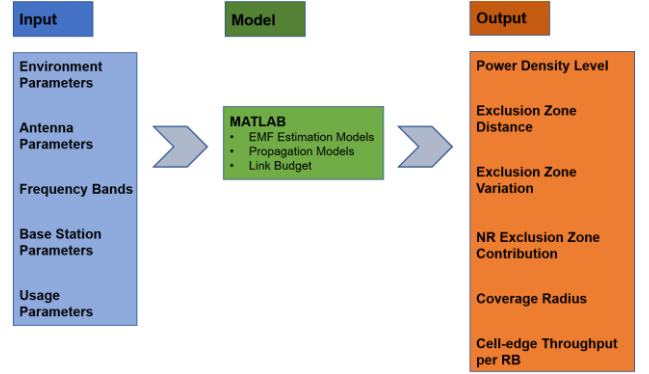 Input
Model
Output
Environment
Parameters
Antenna
Parameters
Frequency Bands
Base Station
Parameters
Usage
Parameters
MATLAB
• EMF Estimation Models
• Propagation Models
• Link Budget
Power Density Level
Exclusion Zone
Distance
Exclusion Zone
Variation
NR Exclusion Zone
Contribution
Coverage Radius
Cell-edge Throughput
per RB